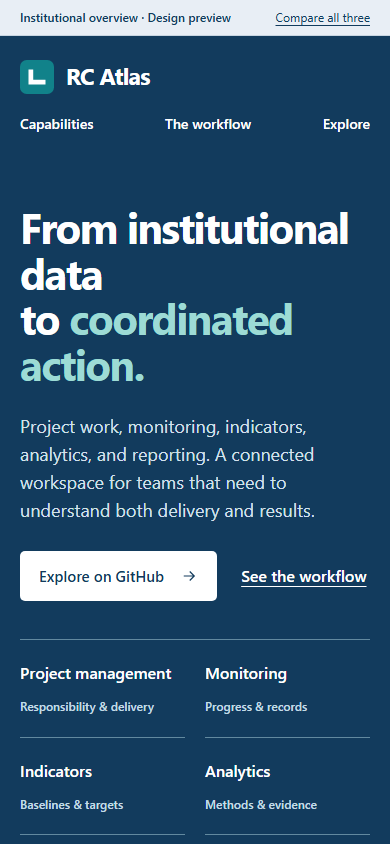 Institutional overview · Design preview
Compare all three
RC Atlas
Capabilities
The workflow
Explore
From institutional
data
to coordinated
action.
Project work, monitoring, indicators,
analytics, and reporting. A connected
workspace for teams that need to
understand both delivery and results.
Explore on GitHub →
See the workflow
Project management
Responsibility & delivery
Monitoring
Progress & records
Indicators
Baselines & targets
Analytics
Methods & evidence